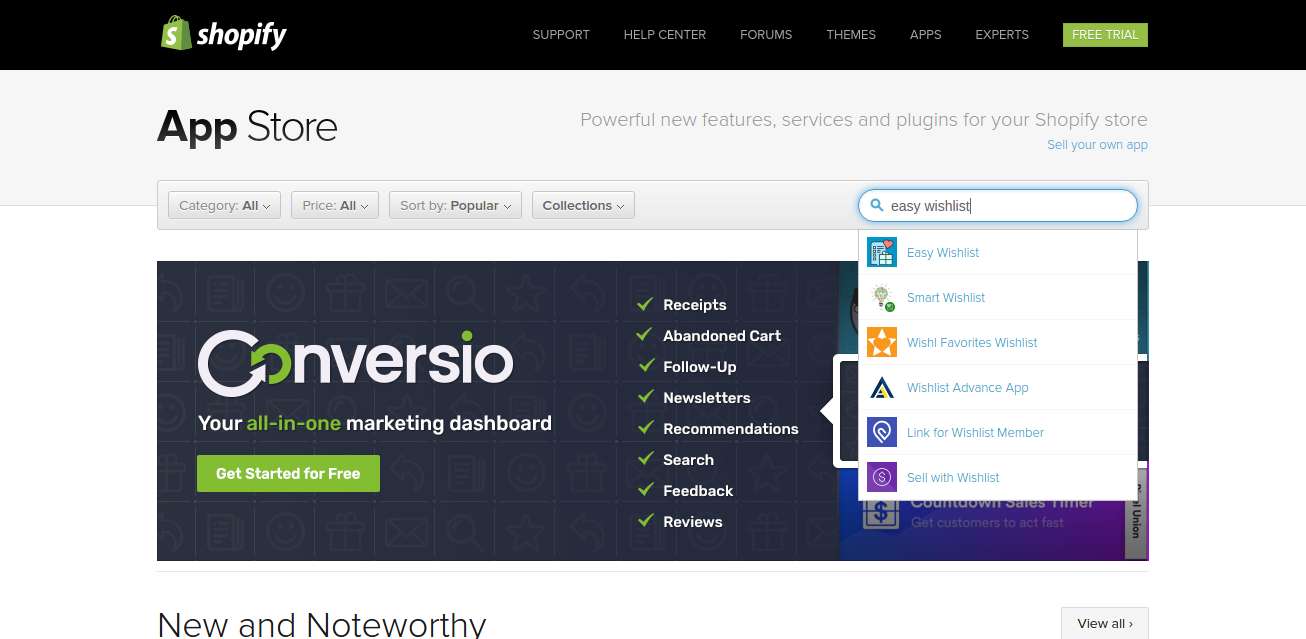 shopify
SUPPORT HELP CENTER FORUMS THEMES APPS EXPERTS FREE TRIAL
App Store
Powerful new features, services and plugins for your Shopify store
Sell your own app
Category: All Price: All Sort by: Popular Collections
easy wishlist
Easy Wishlist
Smart Wishlist
Wishl Favorites Wishlist
Wishlist Advance App
Link for Wishlist Member
Sell with Wishlist
Conversio
Your all-in-one marketing dashboard
Get Started for Free
Receipts
Abandoned Cart
Follow-Up
Newsletters
Recommendations
Search
Feedback
Reviews
Countdown Sales Timer
Get customers to act fast
l Union
New and Noteworthy
View all ›